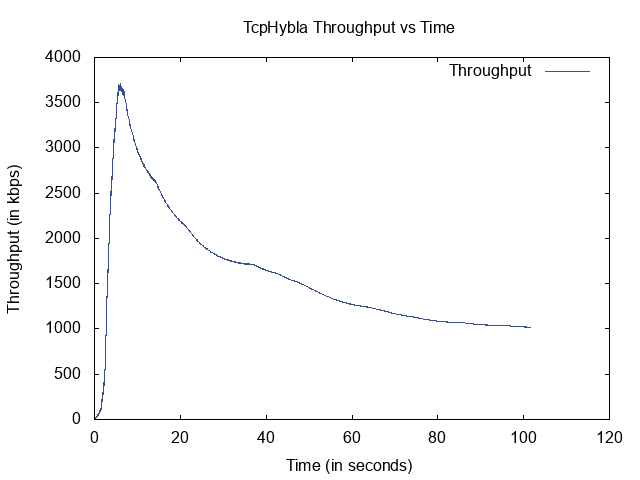 TcpHybla Throughput vs Time
Throughput
4000
3500
3000
2500
2000
1500
1000
500
0
Throughput (in kbps)
0 20 40 60 80 100 120
Time (in seconds)